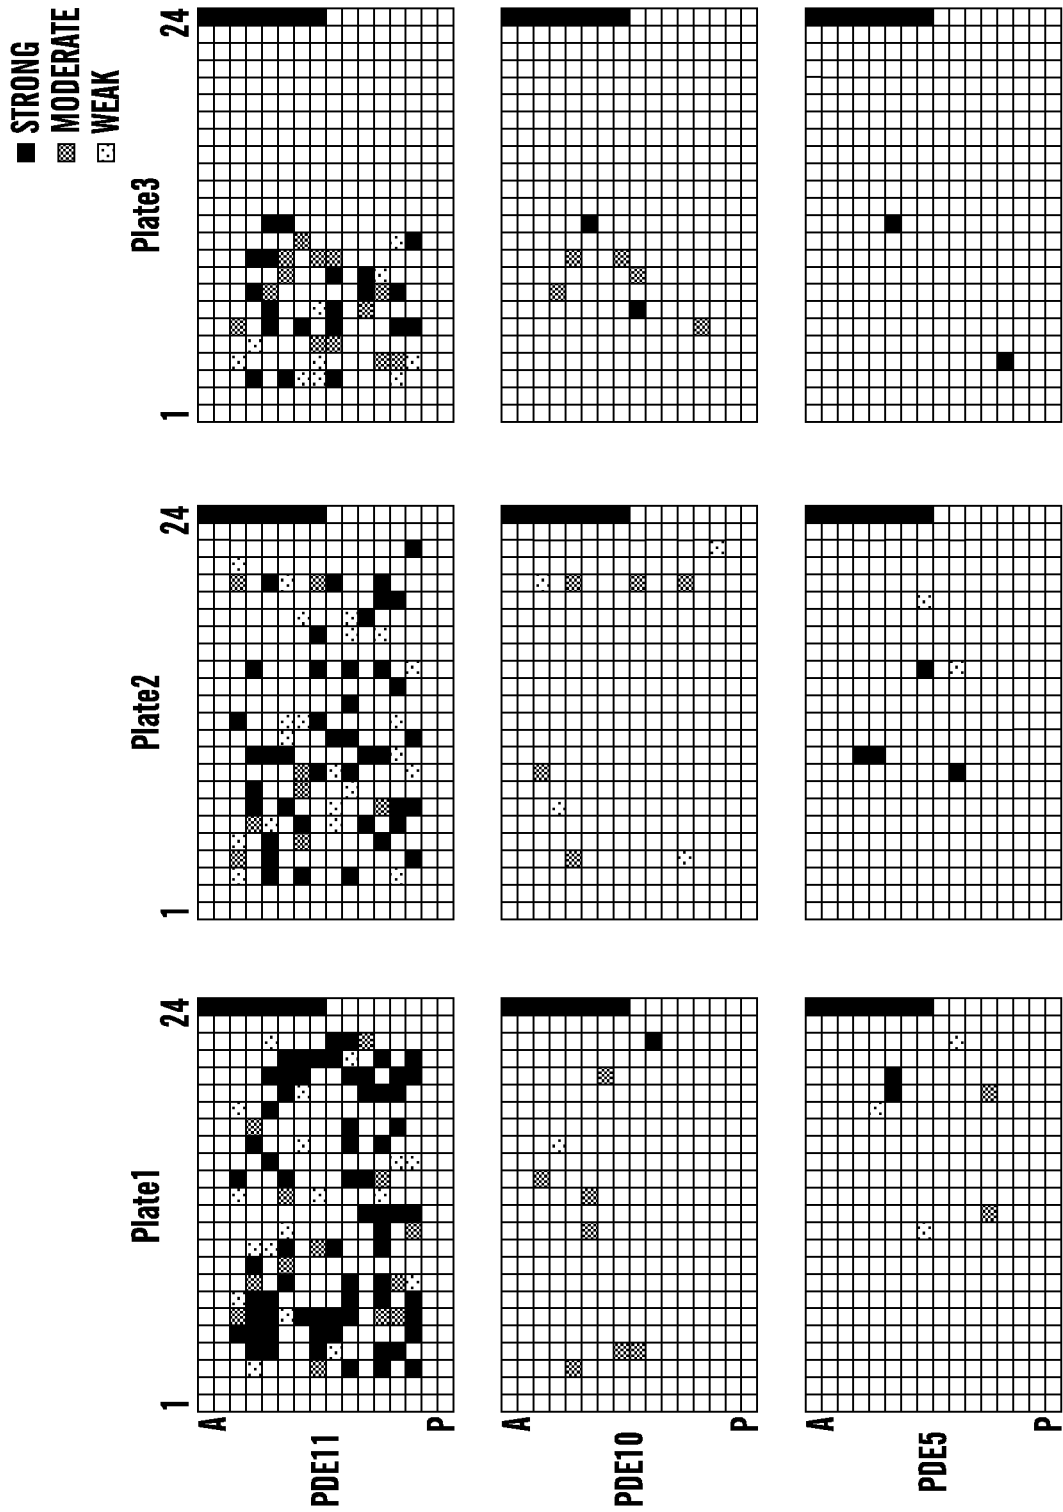 STRONG
MODERATE
WEAK
Plate1
Plate2
Plate3
1
24
1
24
1
24
A
PDE11
P
A
PDE10
P
A
PDE5
P